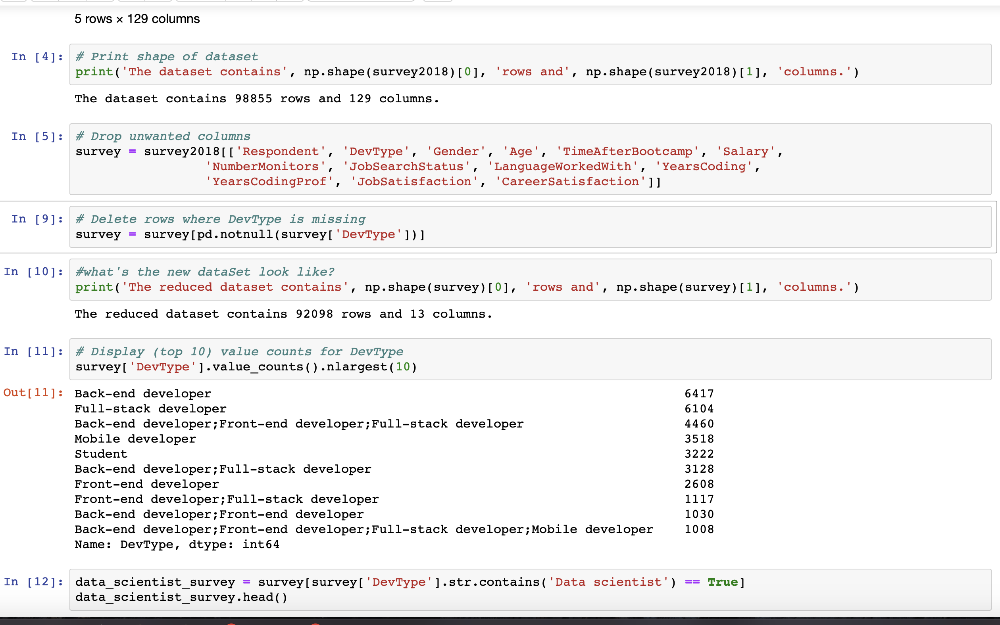 5 rows × 129 columns
In [4]: # Print shape of dataset
print('The dataset contains', np.shape(survey2018)[0], 'rows and', np.shape(survey2018)[1], 'columns.')
The dataset contains 98855 rows and 129 columns.
In [5]: # Drop unwanted columns
survey = survey2018[['Respondent', 'DevType', 'Gender', 'Age', 'TimeAfterBootcamp', 'Salary',
'NumberMonitors', 'JobSearchStatus', 'LanguageWorkedWith', 'YearsCoding',
'YearsCodingProf', 'JobSatisfaction', 'CareerSatisfaction']]
In [9]: # Delete rows where DevType is missing
survey = survey[pd.notnull(survey['DevType'])]
In [10]: #what's the new dataSet look like?
print('The reduced dataset contains', np.shape(survey)[0], 'rows and', np.shape(survey)[1], 'columns.')
The reduced dataset contains 92098 rows and 13 columns.
In [11]: # Display (top 10) value counts for DevType
survey['DevType'].value_counts().nlargest(10)
Out[11]: Back-end developer 6417
Full-stack developer 6104
Back-end developer;Front-end developer;Full-stack developer 4460
Mobile developer 3518
Student 3222
Back-end developer;Full-stack developer 3128
Front-end developer 2608
Front-end developer;Full-stack developer 1117
Back-end developer;Front-end developer 1030
Back-end developer;Front-end developer;Full-stack developer;Mobile developer 1008
Name: DevType, dtype: int64
In [12]: data_scientist_survey = survey[survey['DevType'].str.contains('Data scientist') == True]
data_scientist_survey.head()